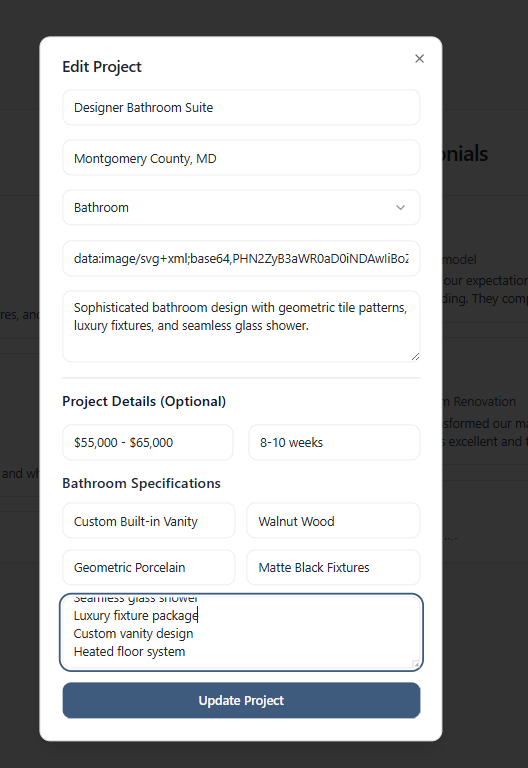 Edit Project
Designer Bathroom Suite
onials
Montgomery County, MD
Bathroom
model
data:image/svg+xml;base64,PHN2ZyB3aWR0aD0iNDAwIiBoZ
our expectation
ding. They comp
Sophisticated bathroom design with geometric tile patterns,
res, and
luxury fixtures, and seamless glass shower.
Project Details (Optional)
n Renovation
sformed our ma
$55,000 - $65,000
8-10 weeks
s excellent and t
and wh
Bathroom Specifications
Custom Built-in Vanity
Walnut Wood
Geometric Porcelain
Matte Black Fixtures
Seamless glass shower
Luxury fixture package
Custom vanity design
Heated floor system
Update Project